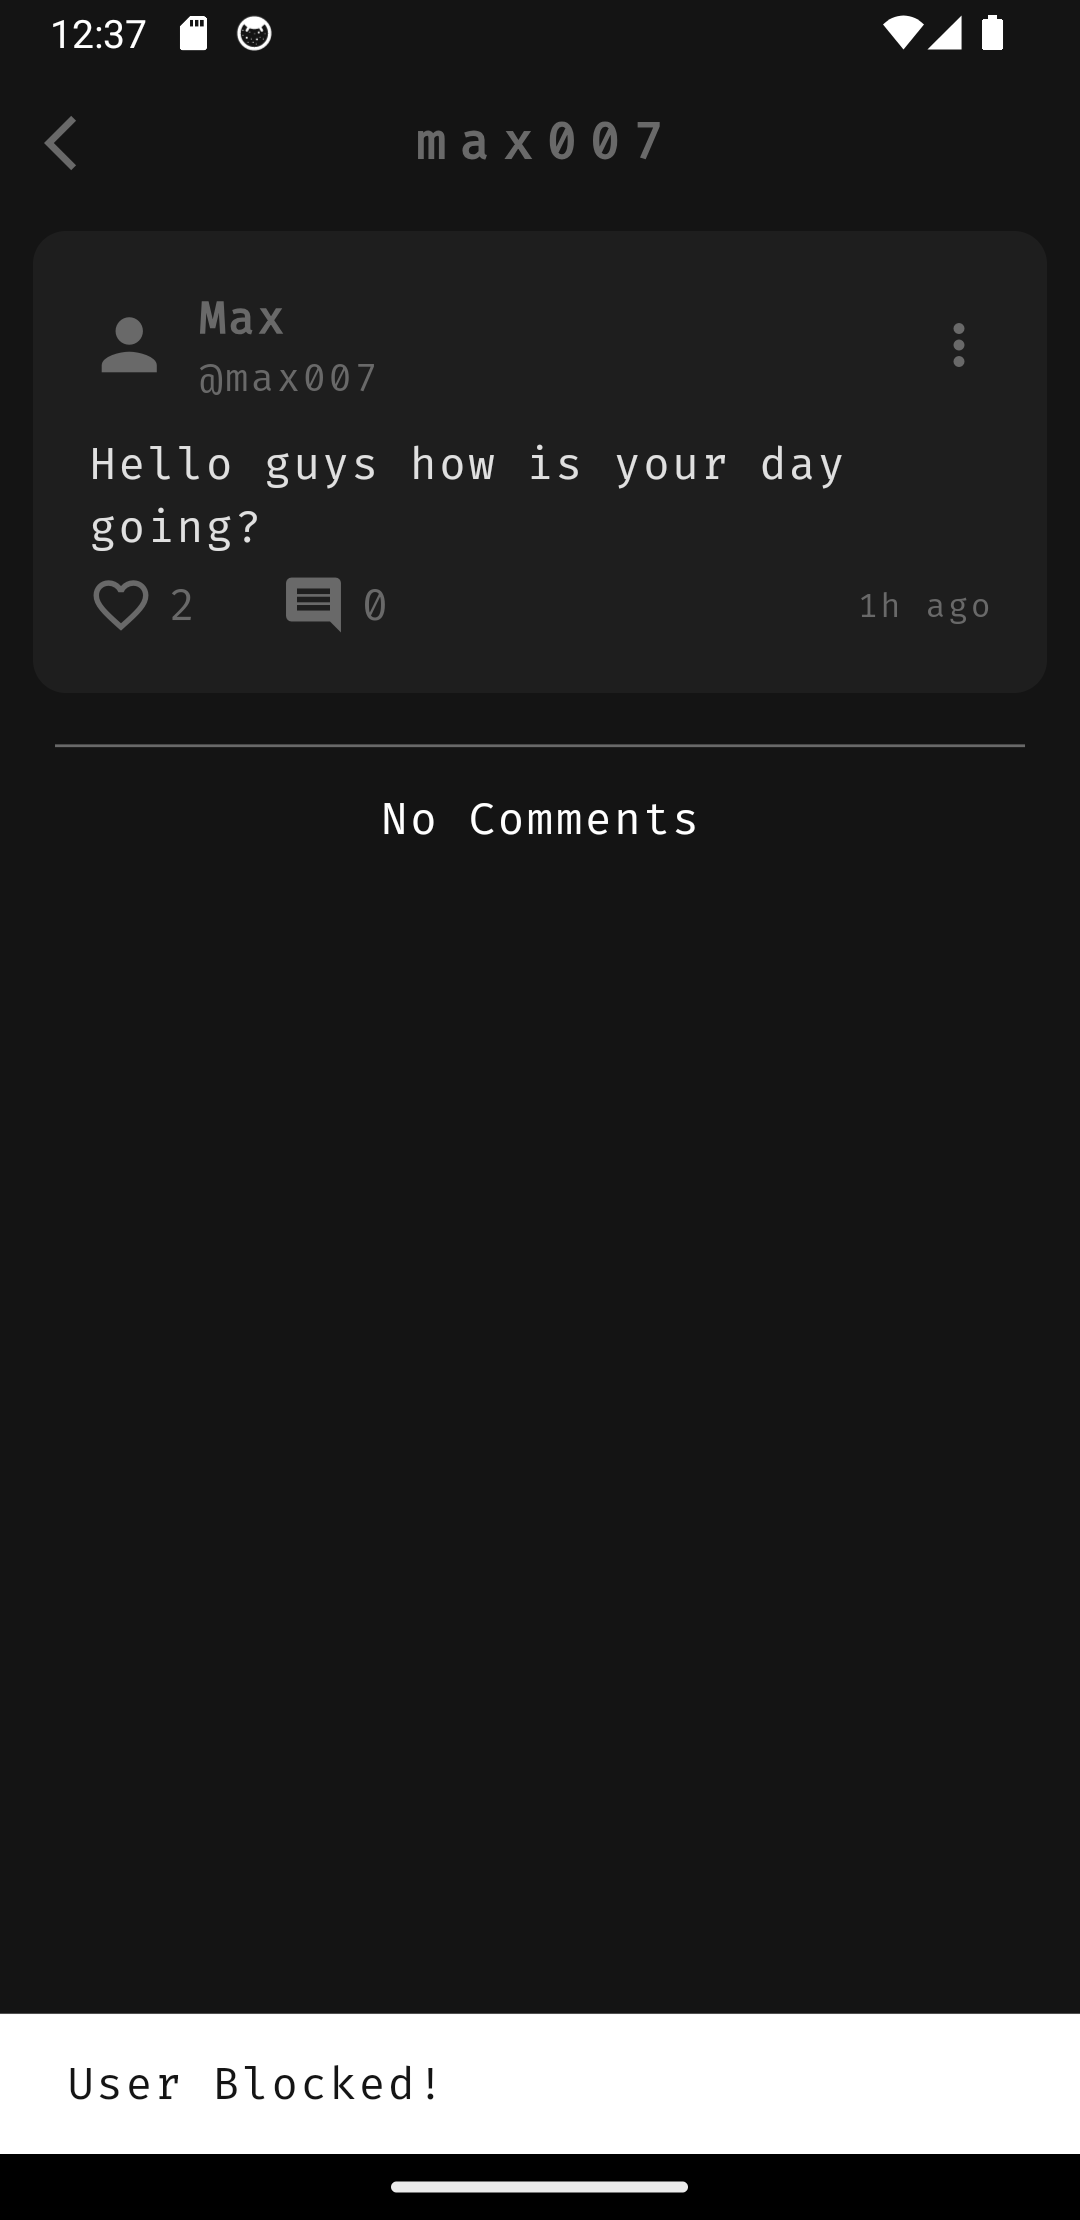 12:37
max007
Max
@max007
Hello guys how is your day
going?
2 0 1h ago
No Comments
User Blocked!